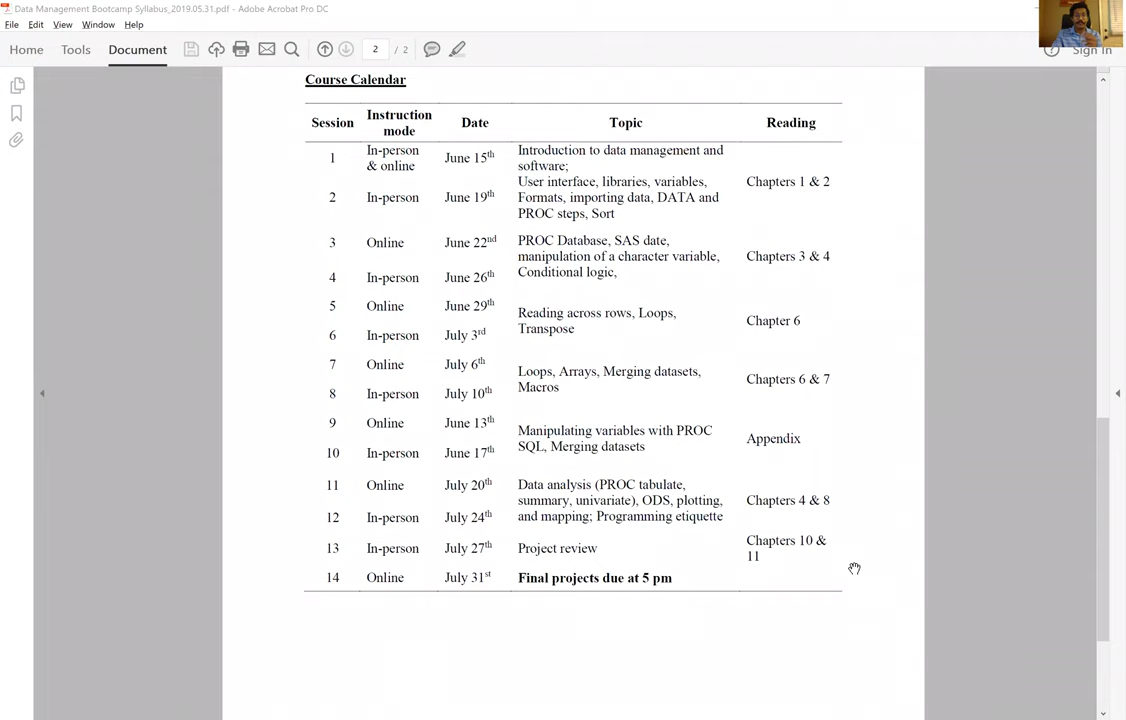 Data Management Bootcamp Syllabus_2019.05.31.pdf - Adobe Acrobat Pro DC
File Edit View Window Help
Home Tools Document 2 / 2 Sign In
Course Calendar
Session Instruction mode Date Topic Reading
1 In-person & online June 15th Introduction to data management and software;
2 In-person June 19th User interface, libraries, variables, Formats, importing data, DATA and PROC steps, Sort Chapters 1 & 2
3 Online June 22nd PROC Database, SAS date, manipulation of a character variable, Conditional logic, Chapters 3 & 4
4 In-person June 26th
5 Online June 29th Reading across rows, Loops, Transpose Chapter 6
6 In-person July 3rd
7 Online July 6th Loops, Arrays, Merging datasets, Macros Chapters 6 & 7
8 In-person July 10th
9 Online June 13th Manipulating variables with PROC SQL, Merging datasets Appendix
10 In-person June 17th
11 Online July 20th Data analysis (PROC tabulate, summary, univariate), ODS, plotting, and mapping; Programming etiquette Chapters 4 & 8
12 In-person July 24th
13 In-person July 27th Project review Chapters 10 & 11
14 Online July 31st Final projects due at 5 pm